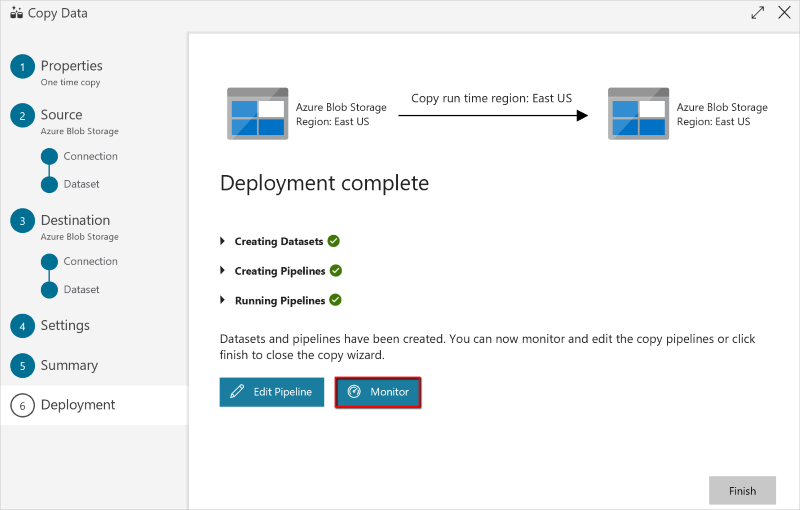 Copy Data
1
Properties
One time copy
2
Source
Azure Blob Storage
Connection
Dataset
3
Destination
Azure Blob Storage
Connection
Dataset
4
Settings
5
Summary
6
Deployment
Azure Blob Storage
Region: East US
Copy run time region: East US
Azure Blob Storage
Region: East US
Deployment complete
Creating Datasets
Creating Pipelines
Running Pipelines
Datasets and pipelines have been created. You can now monitor and edit the copy pipelines or click
finish to close the copy wizard.
Edit Pipeline
Monitor
Finish